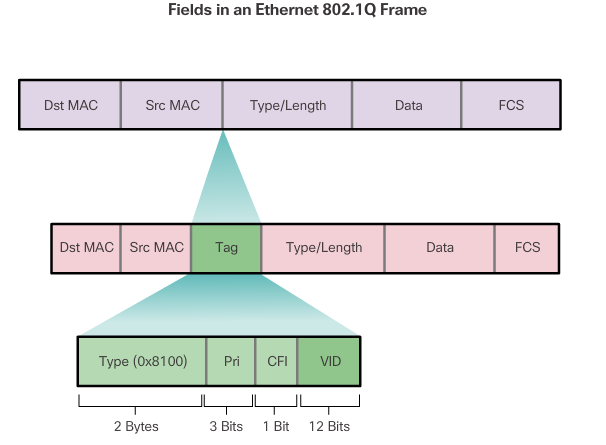 Fields in an Ethernet 802.1Q Frame
Dst MAC Src MAC Type/Length Data FCS
Dst MAC Src MAC Tag Type/Length Data FCS
Type (0x8100) Pri CFI VID
2 Bytes 3 Bits 1 Bit 12 Bits